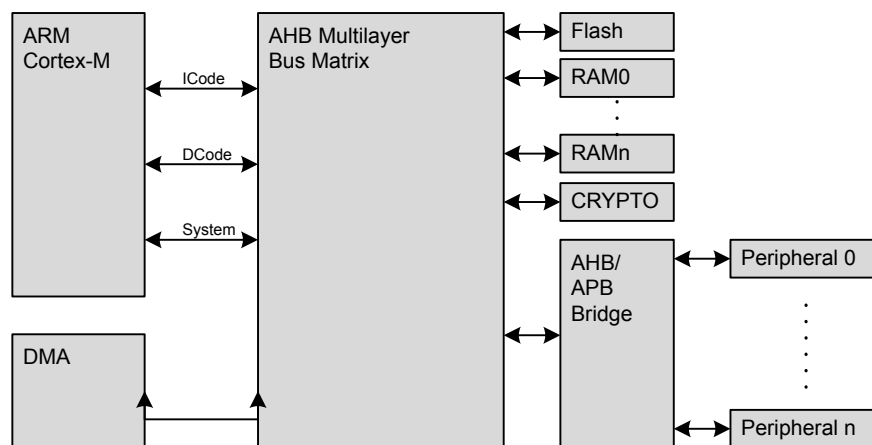 ARM
Cortex-M
AHB Multilayer
Bus Matrix
Flash
RAM0
ICode
DCode
RAMn
CRYPTO
System
AHB/
APB
Bridge
Peripheral 0
DMA
Peripheral n